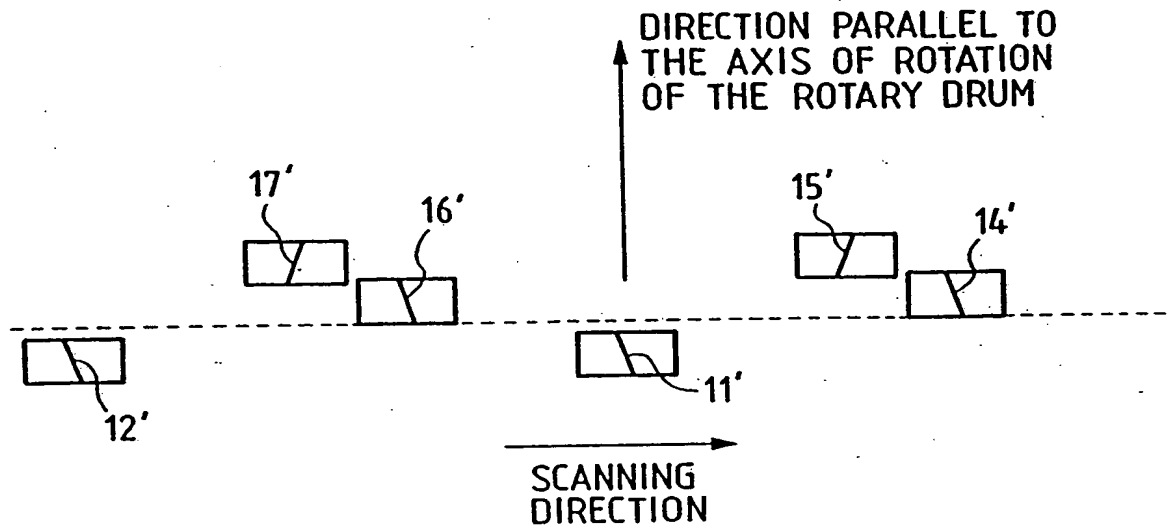 DIRECTION PARALLEL TO
THE AXIS OF ROTATION
OF THE ROTARY DRUM
17′
16′
15′
14′
12′
11′
SCANNING
DIRECTION